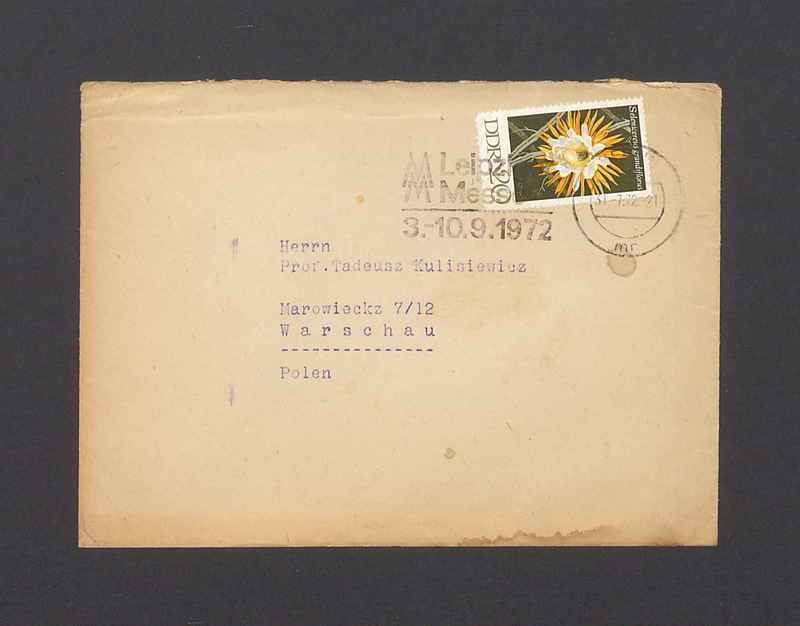 DDR 20
Selenicereus grandiflorus
MM Leipz
Mess
3.-10.9.1972
Herrn
Prof.Tadeusz Kulisiewicz
Marowieckz 7/12
Warschau
---------------
Polen